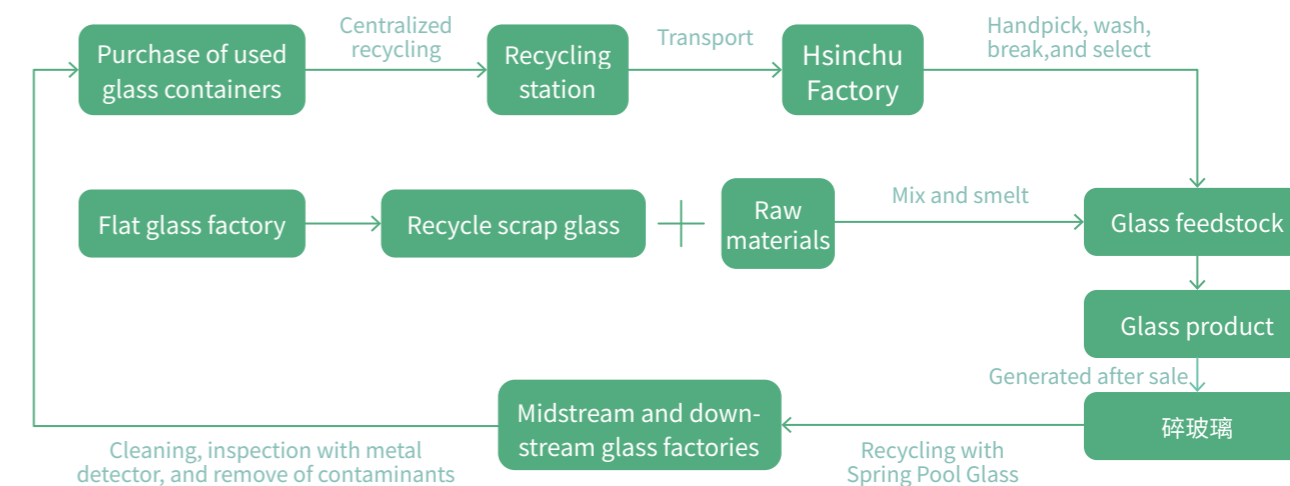 Purchase of used
glass containers
Centralized
recycling
Recycling
station
Transport
Hsinchu
Factory
Handpick, wash,
break,and select
Flat glass factory
Recycle scrap glass
Raw
materials
Mix and smelt
Glass feedstock
Glass product
Generated after sale
碎玻璃
Recycling with
Spring Pool Glass
Midstream and down-
stream glass factories
Cleaning, inspection with metal
detector, and remove of contaminants